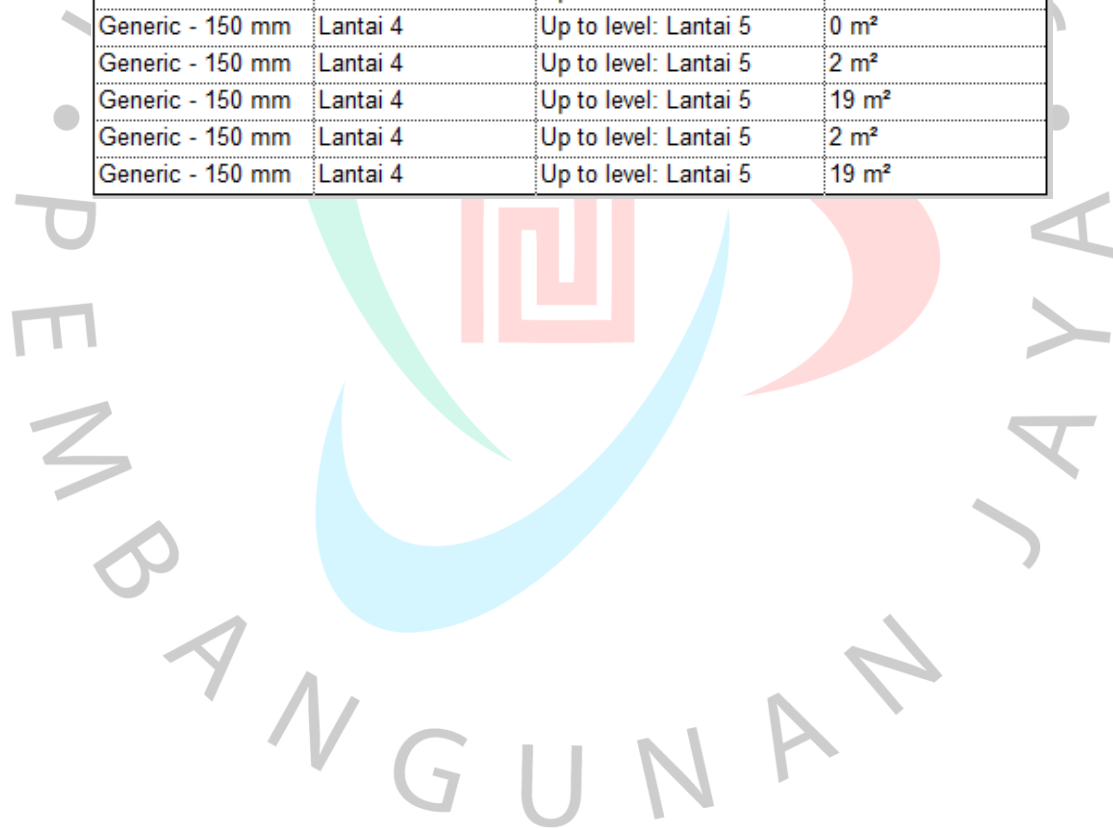 Generic - 150 mm Lantai 4 Up to level: Lantai 5 0 m²
Generic - 150 mm Lantai 4 Up to level: Lantai 5 2 m²
Generic - 150 mm Lantai 4 Up to level: Lantai 5 19 m²
Generic - 150 mm Lantai 4 Up to level: Lantai 5 2 m²
Generic - 150 mm Lantai 4 Up to level: Lantai 5 19 m²
PEMBANGUNAN JAYA